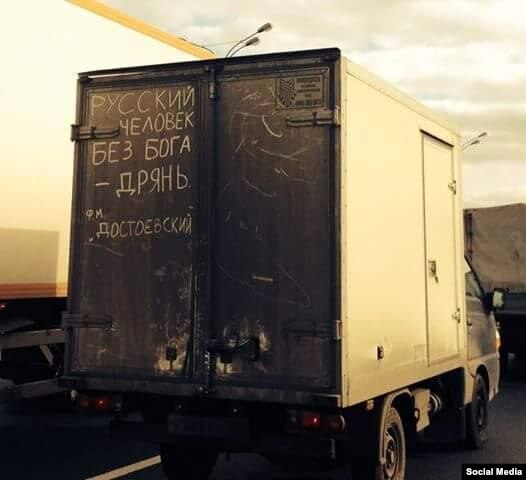 РУССКИЙ
ЧЕЛОВЕК
БЕЗ БОГА
– ДРЯНЬ.
Ф.М.
ДОСТОЕВСКИЙ
Social Media